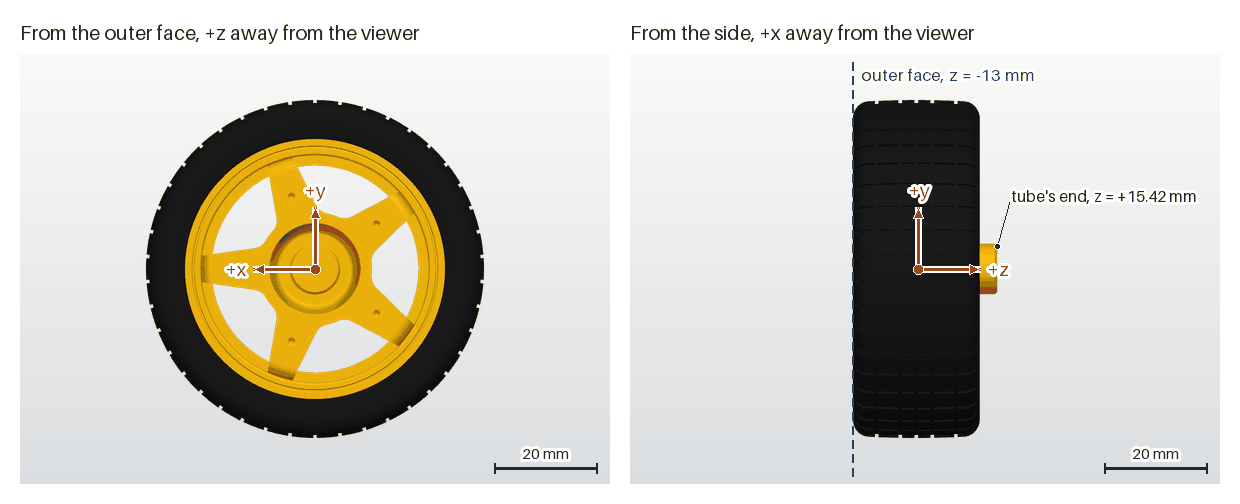 From the outer face, +z away from the viewer
From the side, +x away from the viewer
outer face, z = -13 mm
+y
+x
+y
+z
tube's end, z = +15.42 mm
20 mm
20 mm